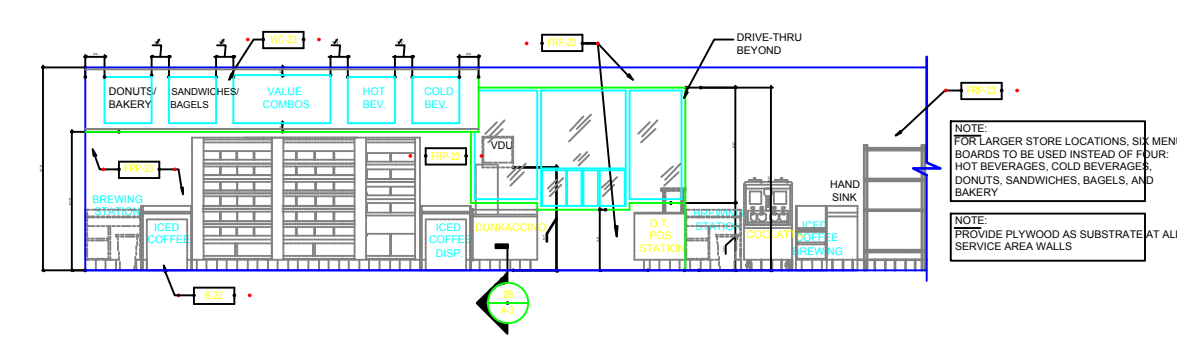 WC-23
FRP-23
DRIVE-THRU
BEYOND
FRP-23
DONUTS/
BAKERY
SANDWICHES/
BAGELS
VALUE
COMBOS
HOT
BEV.
COLD
BEV.
NOTE:
FOR LARGER STORE LOCATIONS, SIX MENU
BOARDS TO BE USED INSTEAD OF FOUR:
HOT BEVERAGES, COLD BEVERAGES,
DONUTS, SANDWICHES, BAGELS, AND
BAKERY
VDU
FRP-23
FRP-23
HAND
SINK
BREWING
STATION
ICED
COFFEE
ICED
COFFEE
DISP.
DUNKACCINO
D.T.
POS
STATION
BREWING
STATION
ICED
COFFEE
BREWING
NOTE:
PROVIDE PLYWOOD AS SUBSTRATE AT ALL
SERVICE AREA WALLS
A-3